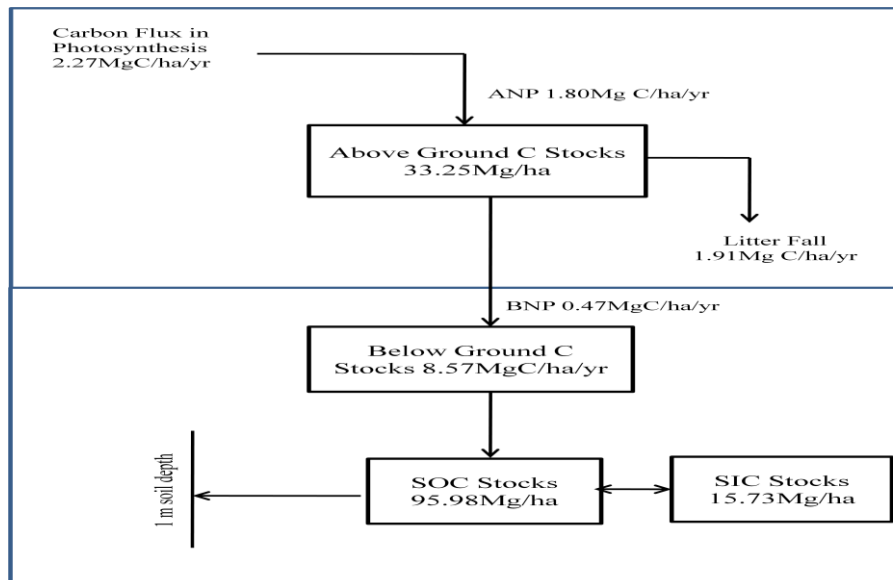 Carbon Flux in
Photosynthesis
2.27MgC/ha/yr
ANP 1.80Mg C/ha/yr
Above Ground C Stocks
33.25Mg/ha
Litter Fall
1.91Mg C/ha/yr
BNP 0.47MgC/ha/yr
Below Ground C
Stocks 8.57MgC/ha/yr
1 m soil depth
SOC Stocks
95.98Mg/ha
SIC Stocks
15.73Mg/ha